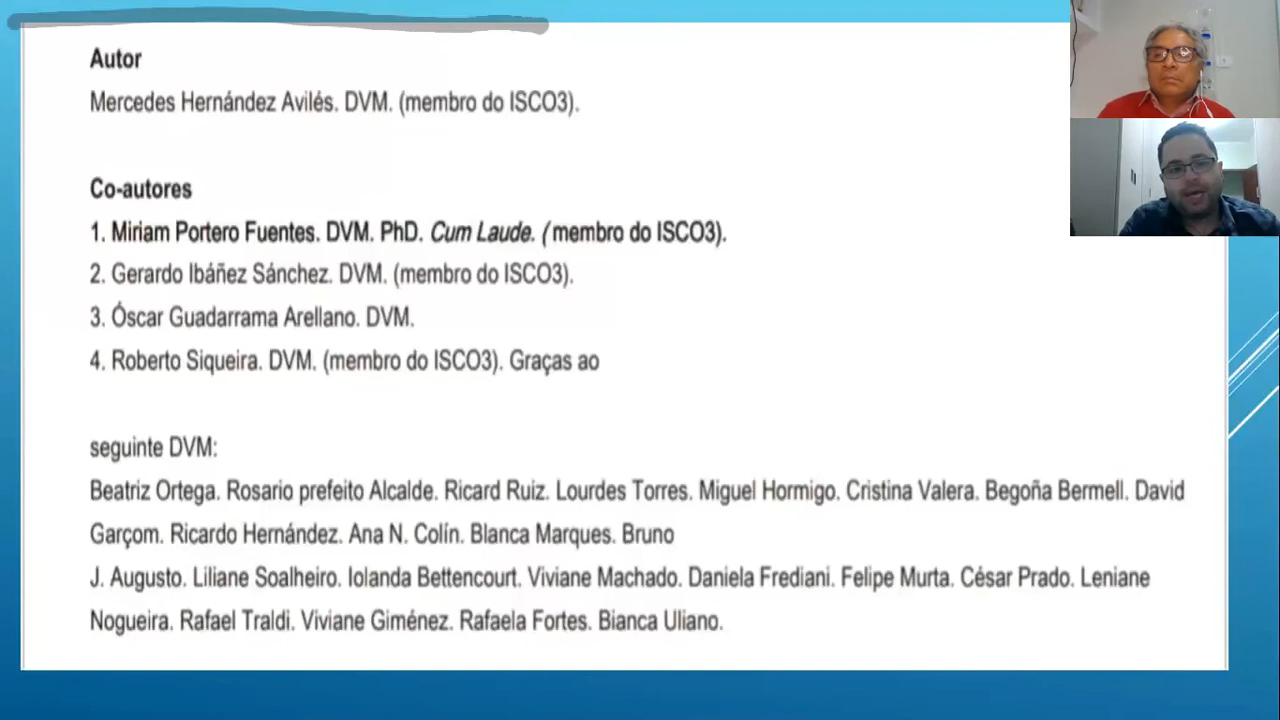 Autor
Mercedes Hernández Avilés. DVM. (membro do ISCO3).
Co-autores
1. Miriam Portero Fuentes. DVM. PhD. Cum Laude. (membro do ISCO3).
2. Gerardo Ibáñez Sánchez. DVM. (membro do ISCO3).
3. Óscar Guadarrama Arellano. DVM.
4. Roberto Siqueira. DVM. (membro do ISCO3). Graças ao
seguinte DVM:
Beatriz Ortega. Rosario prefeito Alcalde. Ricard Ruiz. Lourdes Torres. Miguel Hormigo. Cristina Valera. Begoña Bermell. David
Garçom. Ricardo Hernández. Ana N. Colín. Blanca Marques. Bruno
J. Augusto. Liliane Soalheiro. Iolanda Bettencourt. Viviane Machado. Daniela Frediani. Felipe Murta. César Prado. Leniane
Nogueira. Rafael Traldi. Viviane Giménez. Rafaela Fortes. Bianca Uliano.